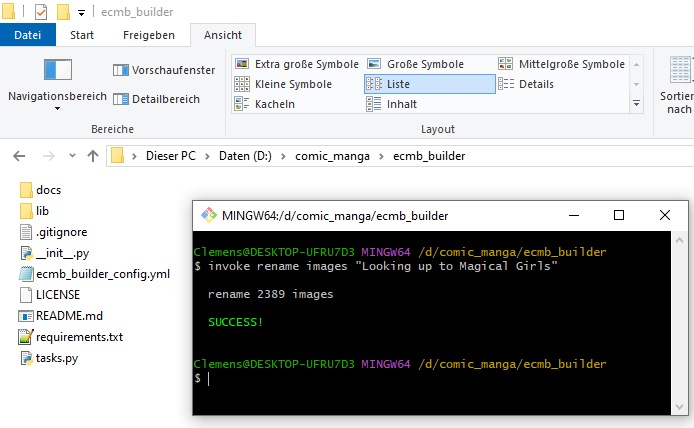 ecmb_builder
Datei Start Freigeben Ansicht
Navigationsbereich
Vorschaufenster
Detailbereich
Bereiche
Extra große Symbole Große Symbole Mittelgroße Symbole
Kleine Symbole Liste Details
Kacheln Inhalt
Layout
Sortieren
nach
Dieser PC Daten (D:) comic_manga ecmb_builder
docs
lib
.gitignore
__init__.py
ecmb_builder_config.yml
LICENSE
README.md
requirements.txt
tasks.py
MINGW64:/d/comic_manga/ecmb_builder
Clemens@DESKTOP-UFRU7D3 MINGW64 /d/comic_manga/ecmb_builder
$ invoke rename images "Looking up to Magical Girls"
rename 2389 images
SUCCESS!
Clemens@DESKTOP-UFRU7D3 MINGW64 /d/comic_manga/ecmb_builder
$